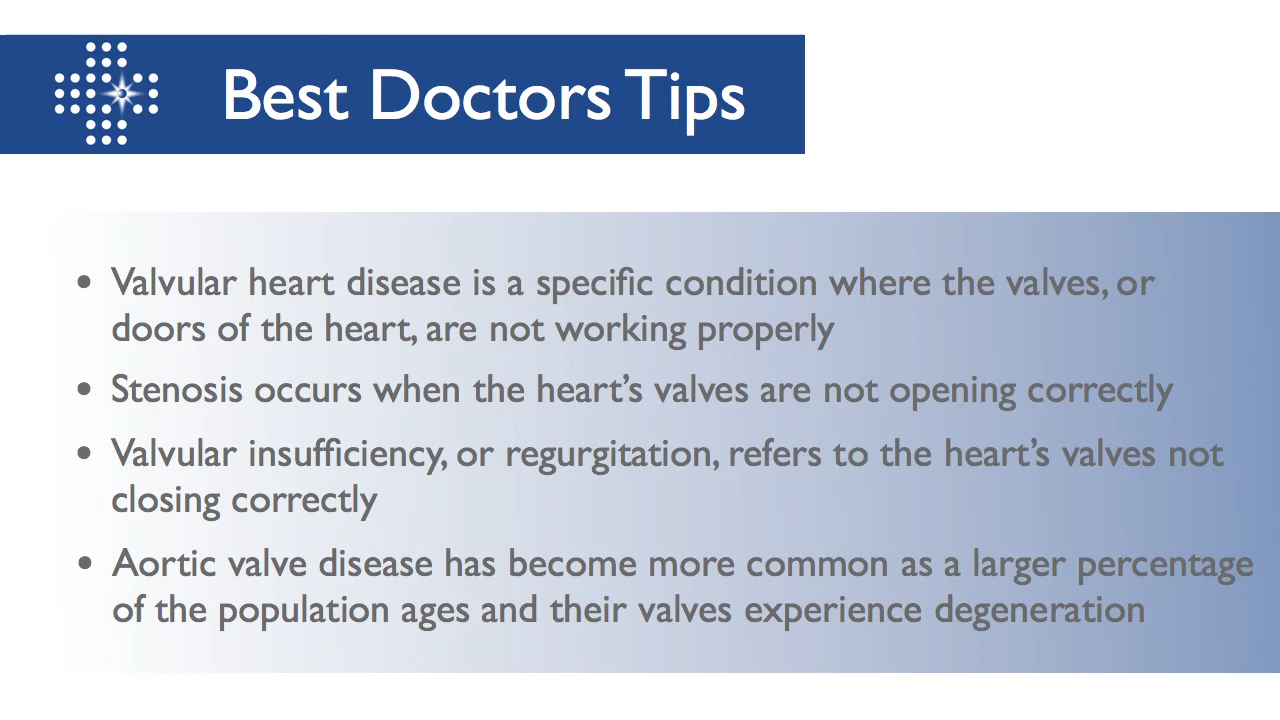 Best Doctors Tips
• Valvular heart disease is a specific condition where the valves, or
doors of the heart, are not working properly
• Stenosis occurs when the heart’s valves are not opening correctly
• Valvular insufficiency, or regurgitation, refers to the heart’s valves not
closing correctly
• Aortic valve disease has become more common as a larger percentage
of the population ages and their valves experience degeneration